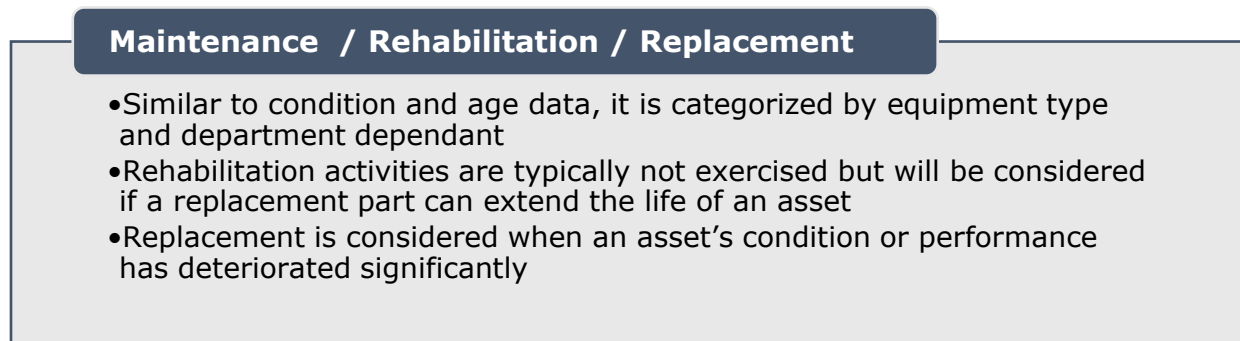 Maintenance  / Rehabilitation / Replacement
•Similar to condition and age data, it is categorized by equipment type
and department dependant
•Rehabilitation activities are typically not exercised but will be considered
if a replacement part can extend the life of an asset
•Replacement is considered when an asset’s condition or performance
has deteriorated significantly